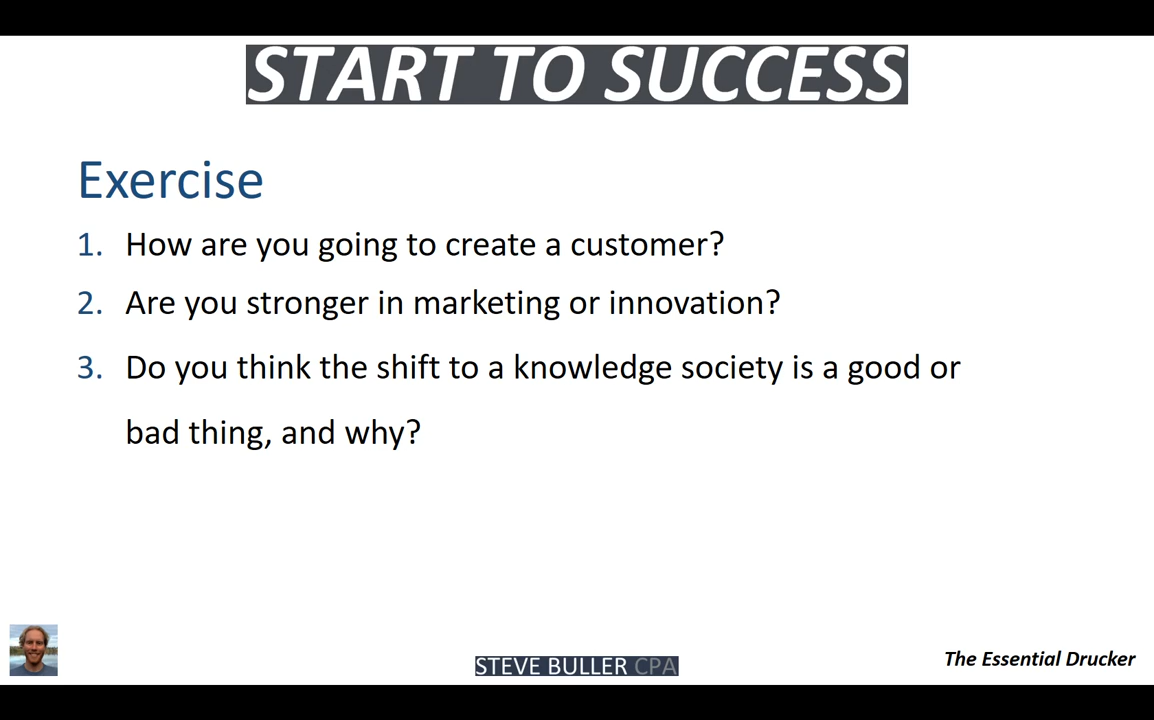 START TO SUCCESS
Exercise
1. How are you going to create a customer?
2. Are you stronger in marketing or innovation?
3. Do you think the shift to a knowledge society is a good or
bad thing, and why?
STEVE BULLER CPA
The Essential Drucker